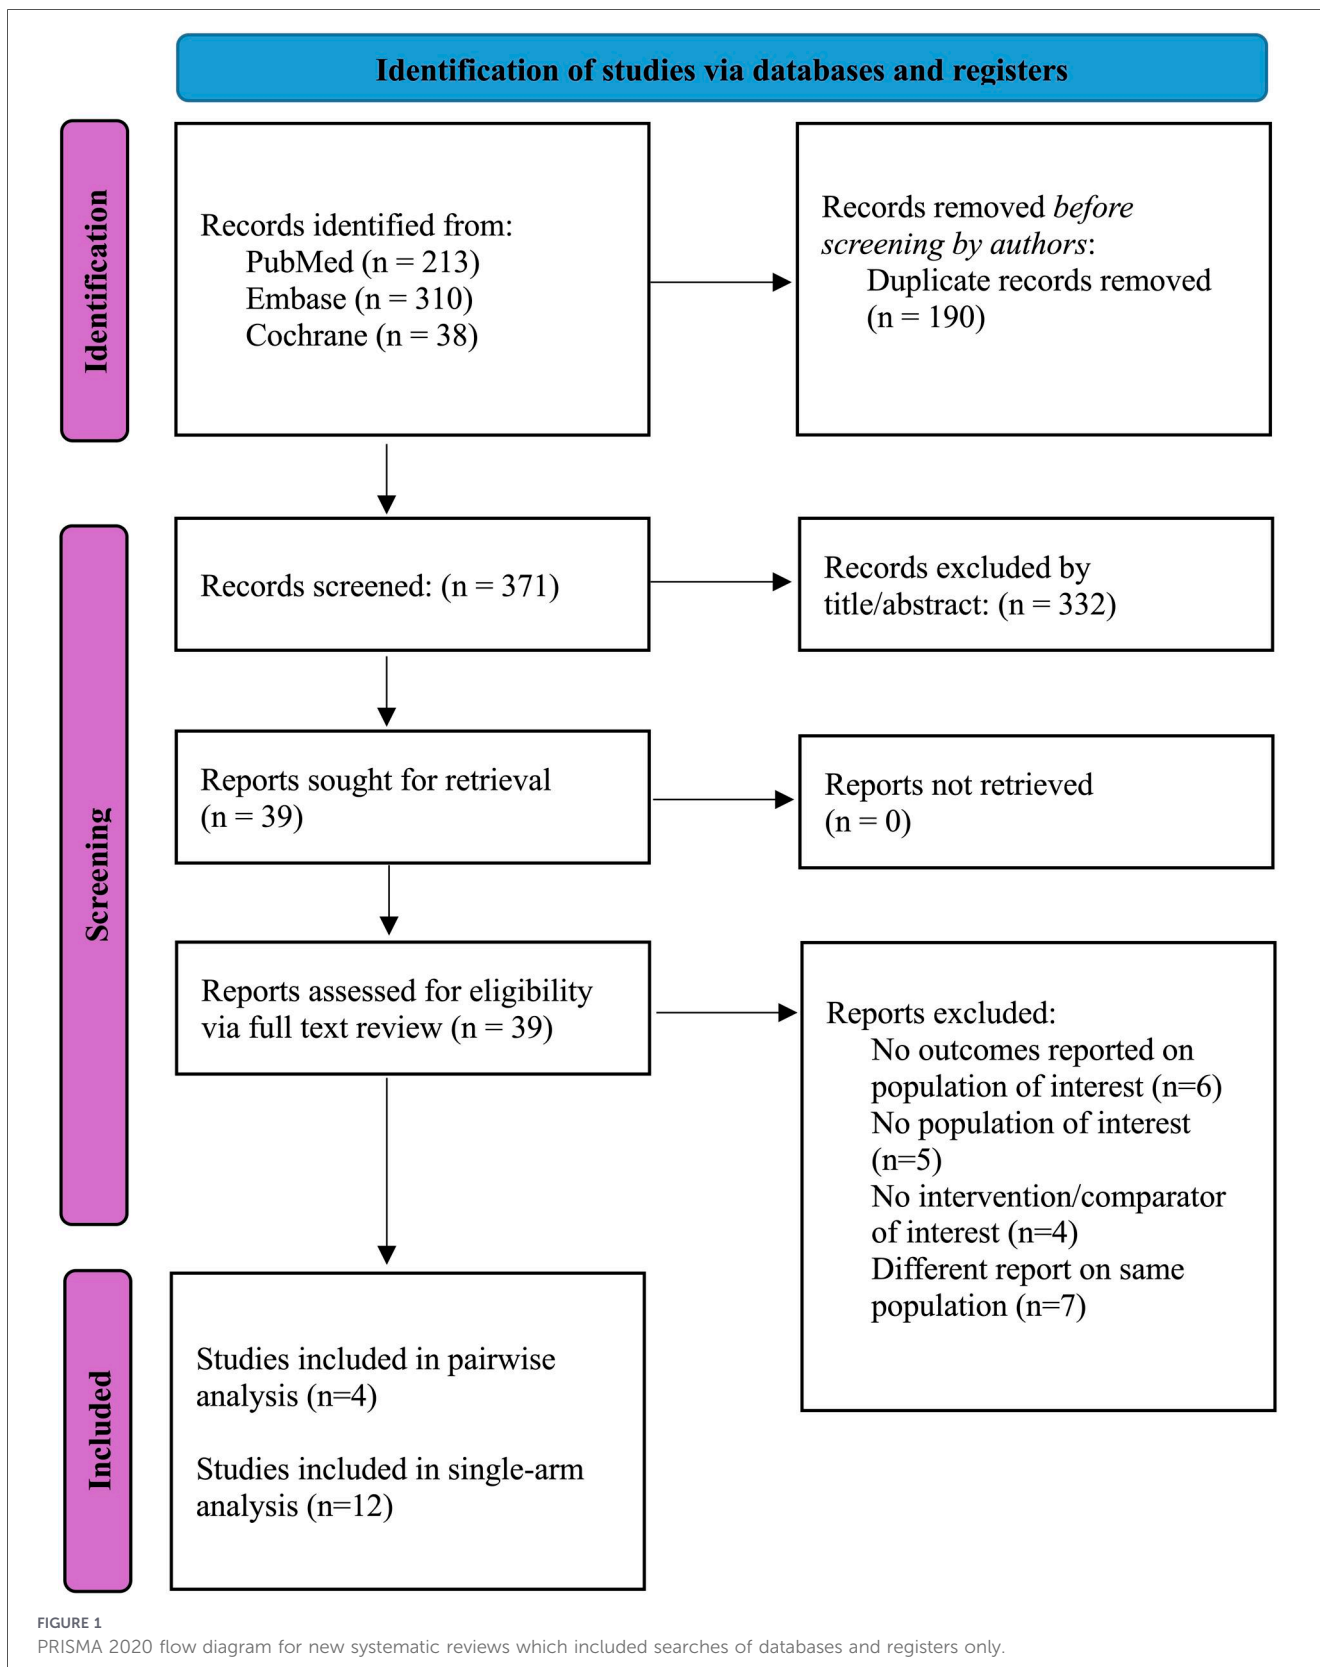 Identification of studies via databases and registers
Identification
Records identified from:
PubMed (n = 213)
Embase (n = 310)
Cochrane (n = 38)
Records removed before
screening by authors:
Duplicate records removed
(n = 190)
Screening
Records screened: (n = 371)
Records excluded by
title/abstract: (n = 332)
Reports sought for retrieval
(n = 39)
Reports not retrieved
(n = 0)
Reports assessed for eligibility
via full text review (n = 39)
Reports excluded:
No outcomes reported on
population of interest (n=6)
No population of interest
(n=5)
No intervention/comparator
of interest (n=4)
Different report on same
population (n=7)
Included
Studies included in pairwise
analysis (n=4)
Studies included in single-arm
analysis (n=12)
FIGURE 1
PRISMA 2020 flow diagram for new systematic reviews which included searches of databases and registers only.